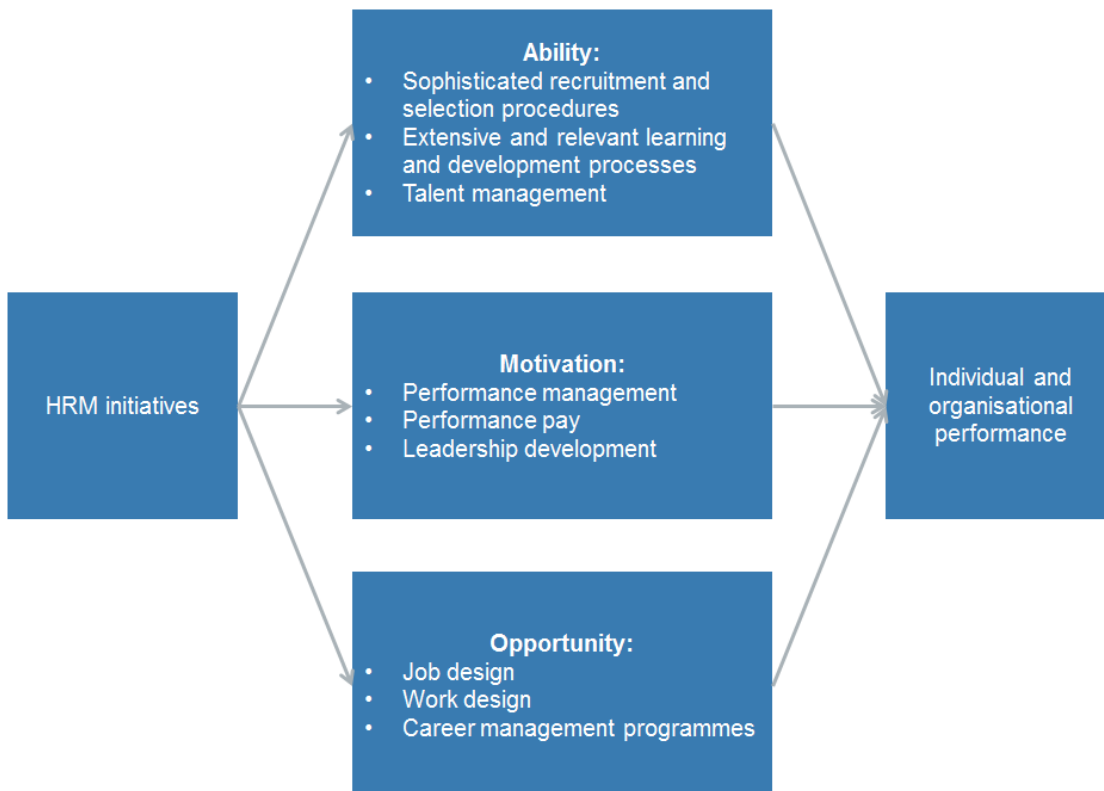 Ability:
• Sophisticated recruitment and
selection procedures
• Extensive and relevant learning
and development processes
• Talent management
HRM initiatives
Motivation:
• Performance management
• Performance pay
• Leadership development
Individual and
organisational
performance
Opportunity:
• Job design
• Work design
• Career management programmes